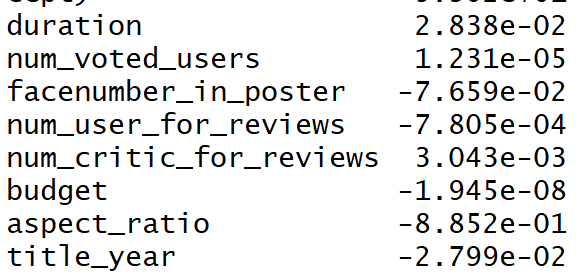 duration 2.838e-02
num_voted_users 1.231e-05
facenumber_in_poster -7.659e-02
num_user_for_reviews -7.805e-04
num_critic_for_reviews 3.043e-03
budget -1.945e-08
aspect_ratio -8.852e-01
title_year -2.799e-02